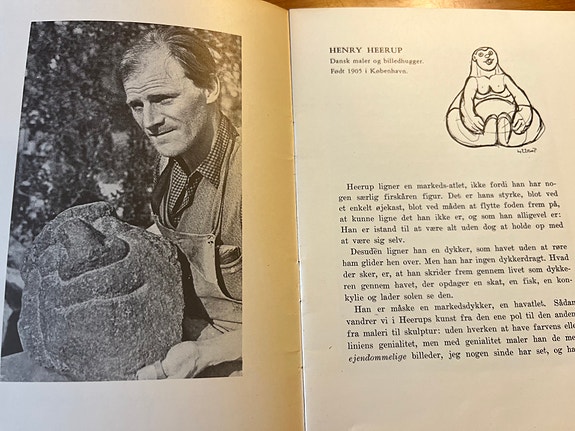 HENRY HEERUP
Dansk maler og billedhugger.
Født 1905 i København.
Heerup ligner en markeds-atlet, ikke fordi han har no-
gen særlig firskåren figur. Det er hans styrke, blot ved
et enkelt øjekast, blot ved måden at flytte foden frem på,
at kunne ligne det han ikke er, og som han alligevel er:
Han er istand til at være alt uden dog at holde op med
at være sig selv.
Desudën ligner han en dykker, som havet uden at røre
ham glider hen over. Men han har ingen dykkerdragt. Hvad
der sker, er, at han skrider frem gennem livet som dykke-
ren gennem havet, der opdager en skat, en fisk, en kon-
kylie og lader solen se den.
Han er måske en markedsdykker, en havatlet. Sådan
vandrer vi i Heerups kunst fra den ene pol til den anden
fra maleri til skulptur: uden hverken at have farvens elle
liniens genialitet, men med genialitet maler han de me
ejendommelige billeder, jeg nogen sinde har set, og ha